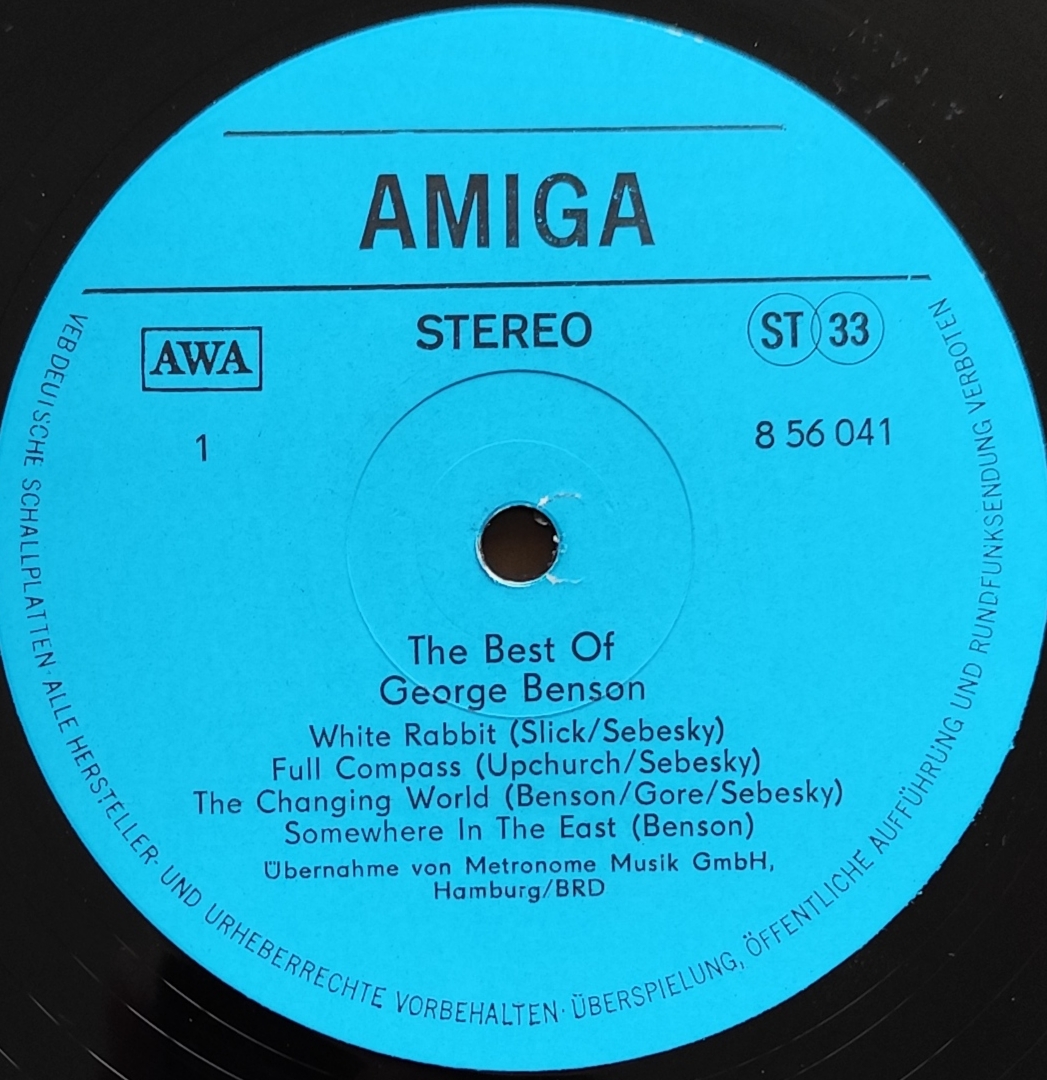 AMIGA
STEREO
AWA
ST 33
1
8 56 041
The Best Of
George Benson
White Rabbit (Slick/Sebesky)
Full Compass (Upchurch/Sebesky)
The Changing World (Benson/Gore/Sebesky)
Somewhere In The East (Benson)
Übernahme von Metronome Musik GmbH,
Hamburg/BRD
VEB DEUTSCHE SCHALLPLATTEN · ALLE HERSTELLER- UND URHEBERRECHTE VORBEHALTEN · ÜBERSPIELUNG, ÖFFENTLICHE AUFFÜHRUNG UND RUNDFUNKSENDUNG VERBOTEN